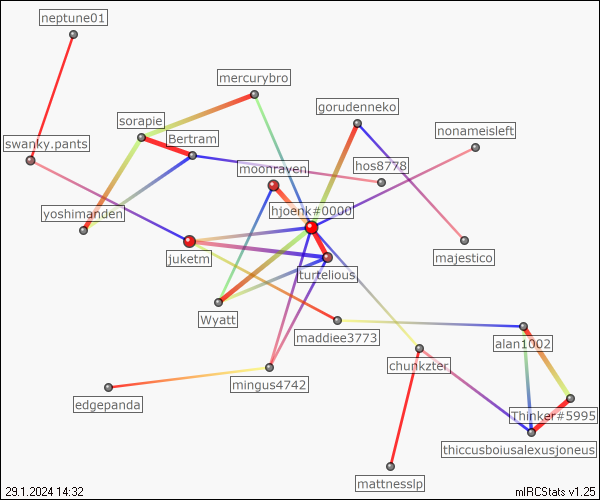 neptune01
mercurybro
gorudenneko
sorapie
nonameisleft
Bertram
swanky.pants
hos8778
moonraven
hjoenk#0000
yoshimanden
majestico
juketm
turtelious
Wyatt
maddiee3773
alan1002
chunkzter
mingus4742
edgepanda
Thinker#5995
thiccusboiusalexusjoneus
mattnesslp
29.1.2024 14:32
mIRCStats v1.25